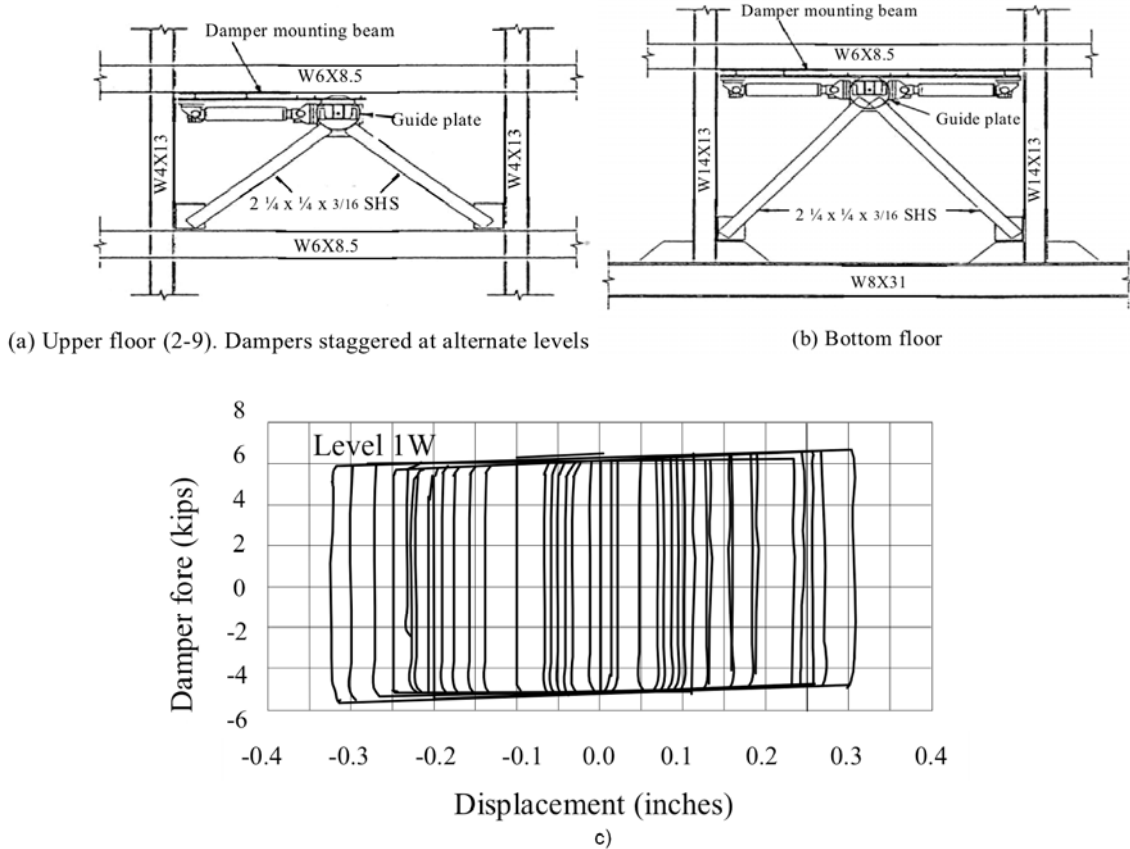 Damper mounting beam
W6X8.5
Guide plate
W4X13
W4X13
2 ¼ x ¼ x 3/16 SHS
W6X8.5
(a) Upper floor (2-9). Dampers staggered at alternate levels
Damper mounting beam
W6X8.5
Guide plate
W14X13
W14X13
2 ¼ x ¼ x 3/16 SHS
W8X31
(b) Bottom floor
Level 1W
Damper fore (kips)
8
6
4
2
0
-2
-4
-6
-0.4 -0.3 -0.2 -0.1 0.0 0.1 0.2 0.3 0.4
Displacement (inches)
c)